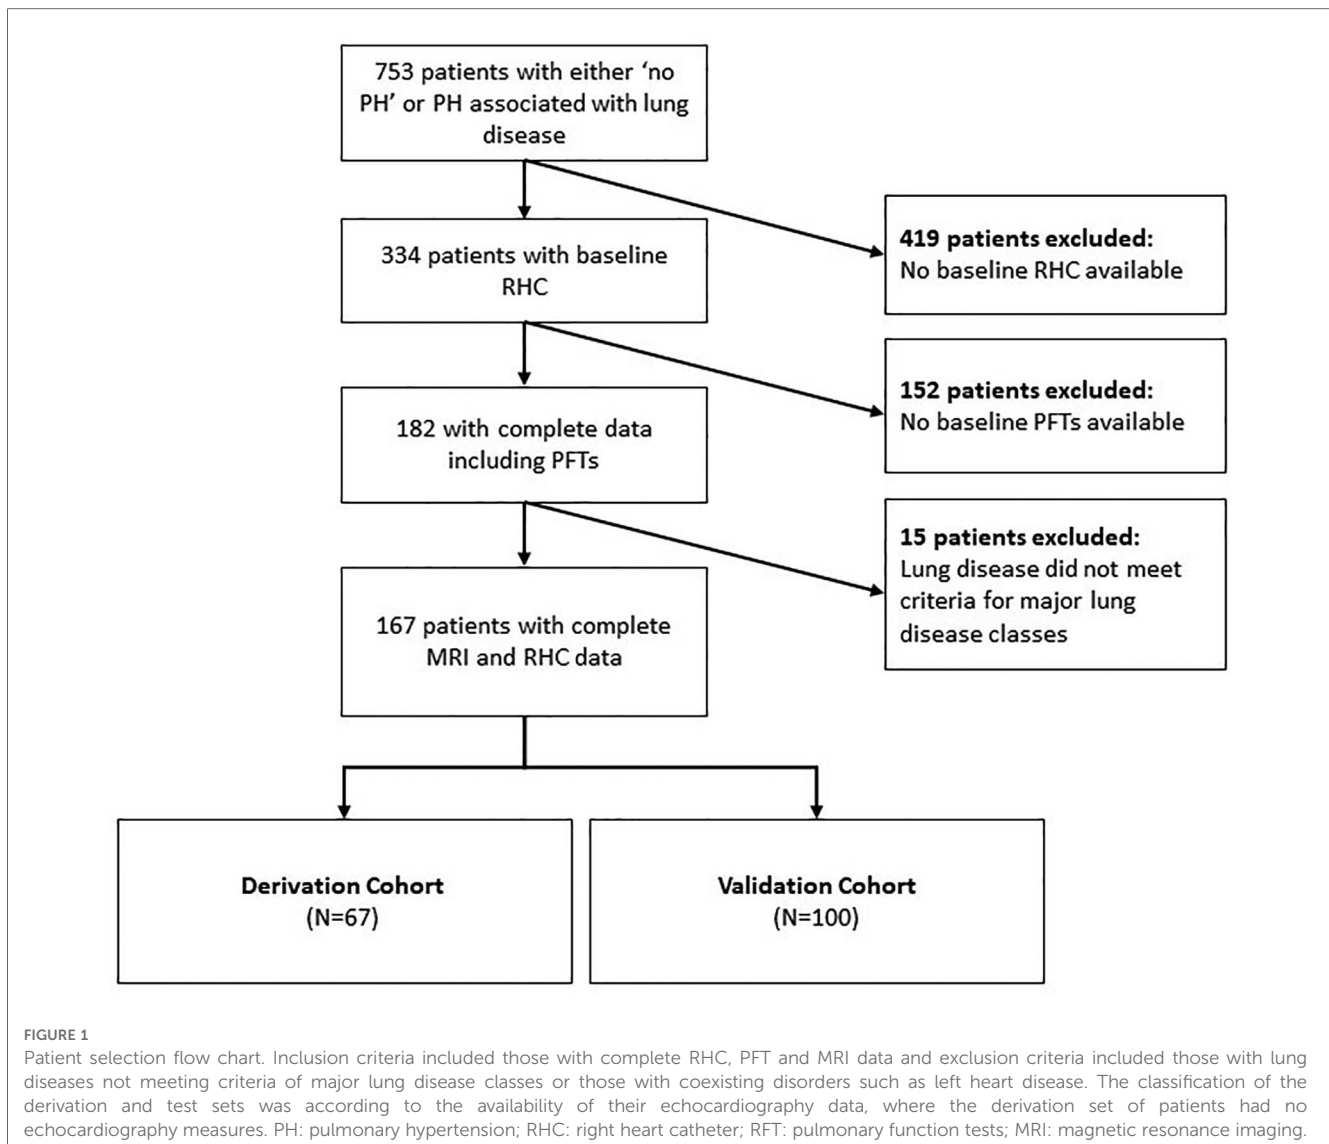 753 patients with either ‘no
PH’ or PH associated with lung
disease
419 patients excluded:
No baseline RHC available
334 patients with baseline
RHC
152 patients excluded:
No baseline PFTs available
182 with complete data
including PFTs
15 patients excluded:
Lung disease did not meet
criteria for major lung
disease classes
167 patients with complete
MRI and RHC data
Derivation Cohort
(N=67)
Validation Cohort
(N=100)
FIGURE 1
Patient selection flow chart. Inclusion criteria included those with complete RHC, PFT and MRI data and exclusion criteria included those with lung
diseases not meeting criteria of major lung disease classes or those with coexisting disorders such as left heart disease. The classification of the
derivation and test sets was according to the availability of their echocardiography data, where the derivation set of patients had no
echocardiography measures. PH: pulmonary hypertension; RHC: right heart catheter; RFT: pulmonary function tests; MRI: magnetic resonance imaging.